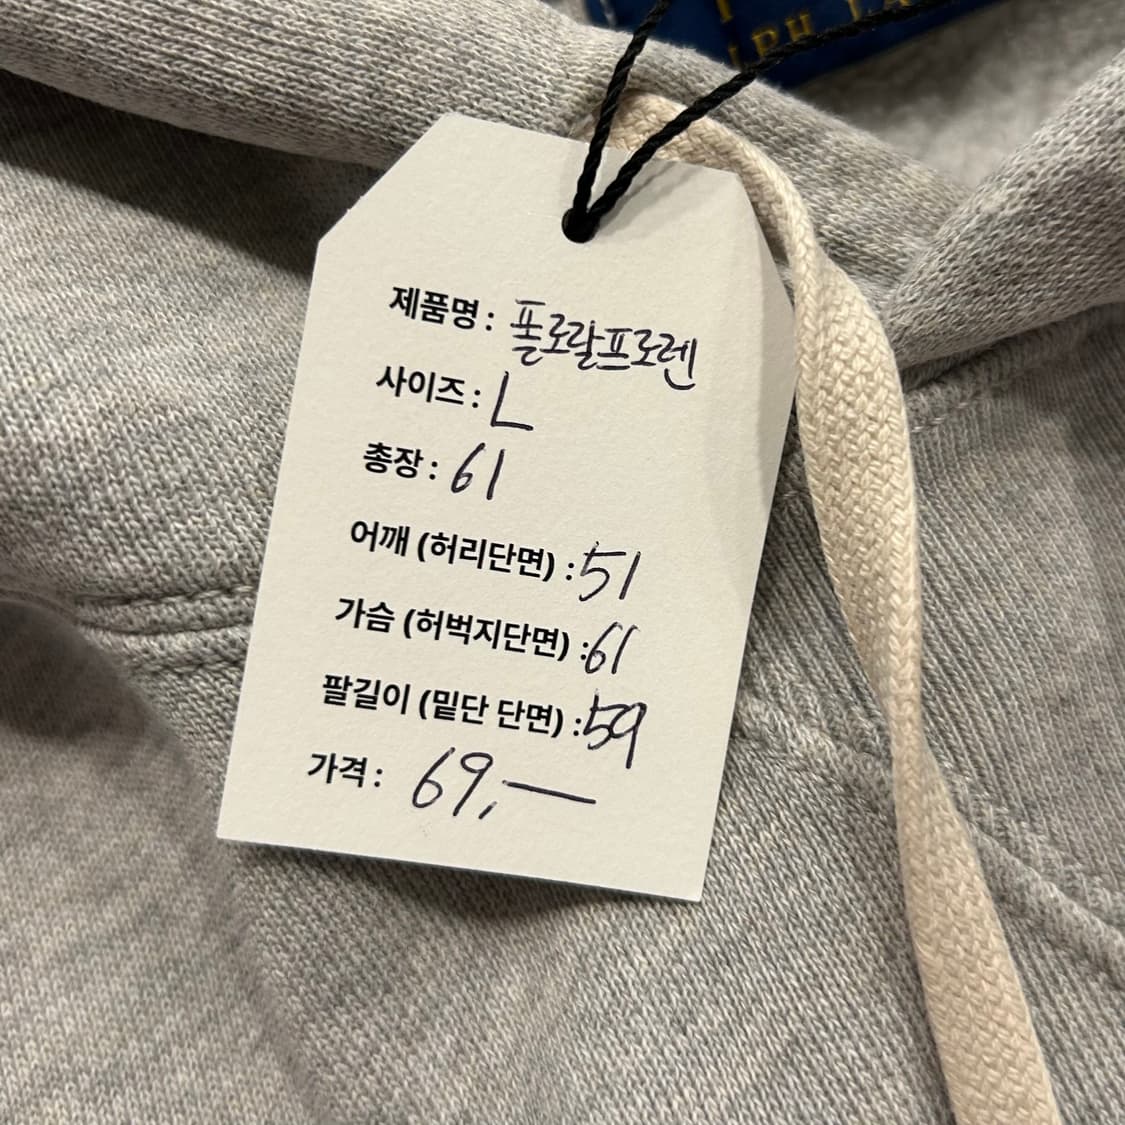 LPH LA
제품명 : 폴로랄프로렌
사이즈 : L
총장 : 61
어깨 (허리단면) : 51
가슴 (허벅지단면) : 61
팔길이 (밑단 단면) : 59
가격 : 69,—